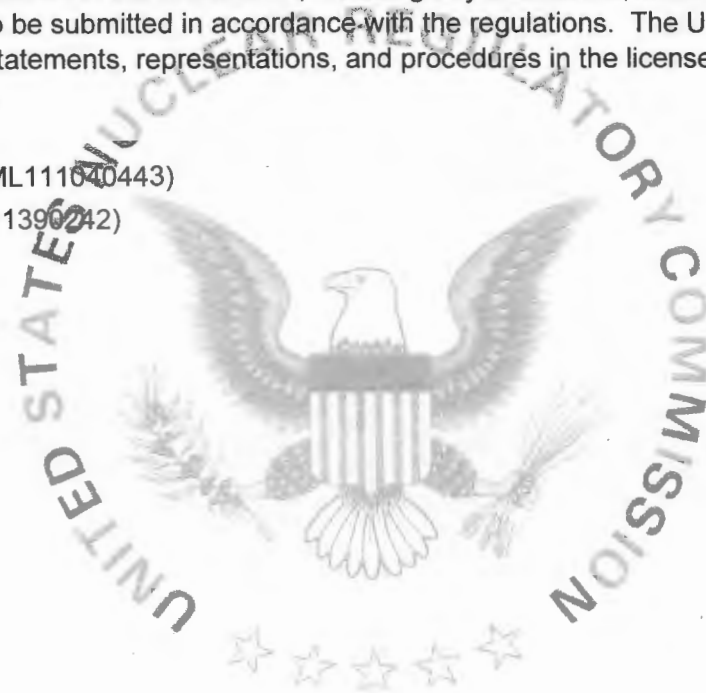 to be submitted in accordance with the regulations. The U
statements, representations, and procedures in the license
ML111040443)
1390242)
UNITED STATES NUCLEAR REGULATORY COMMISSION